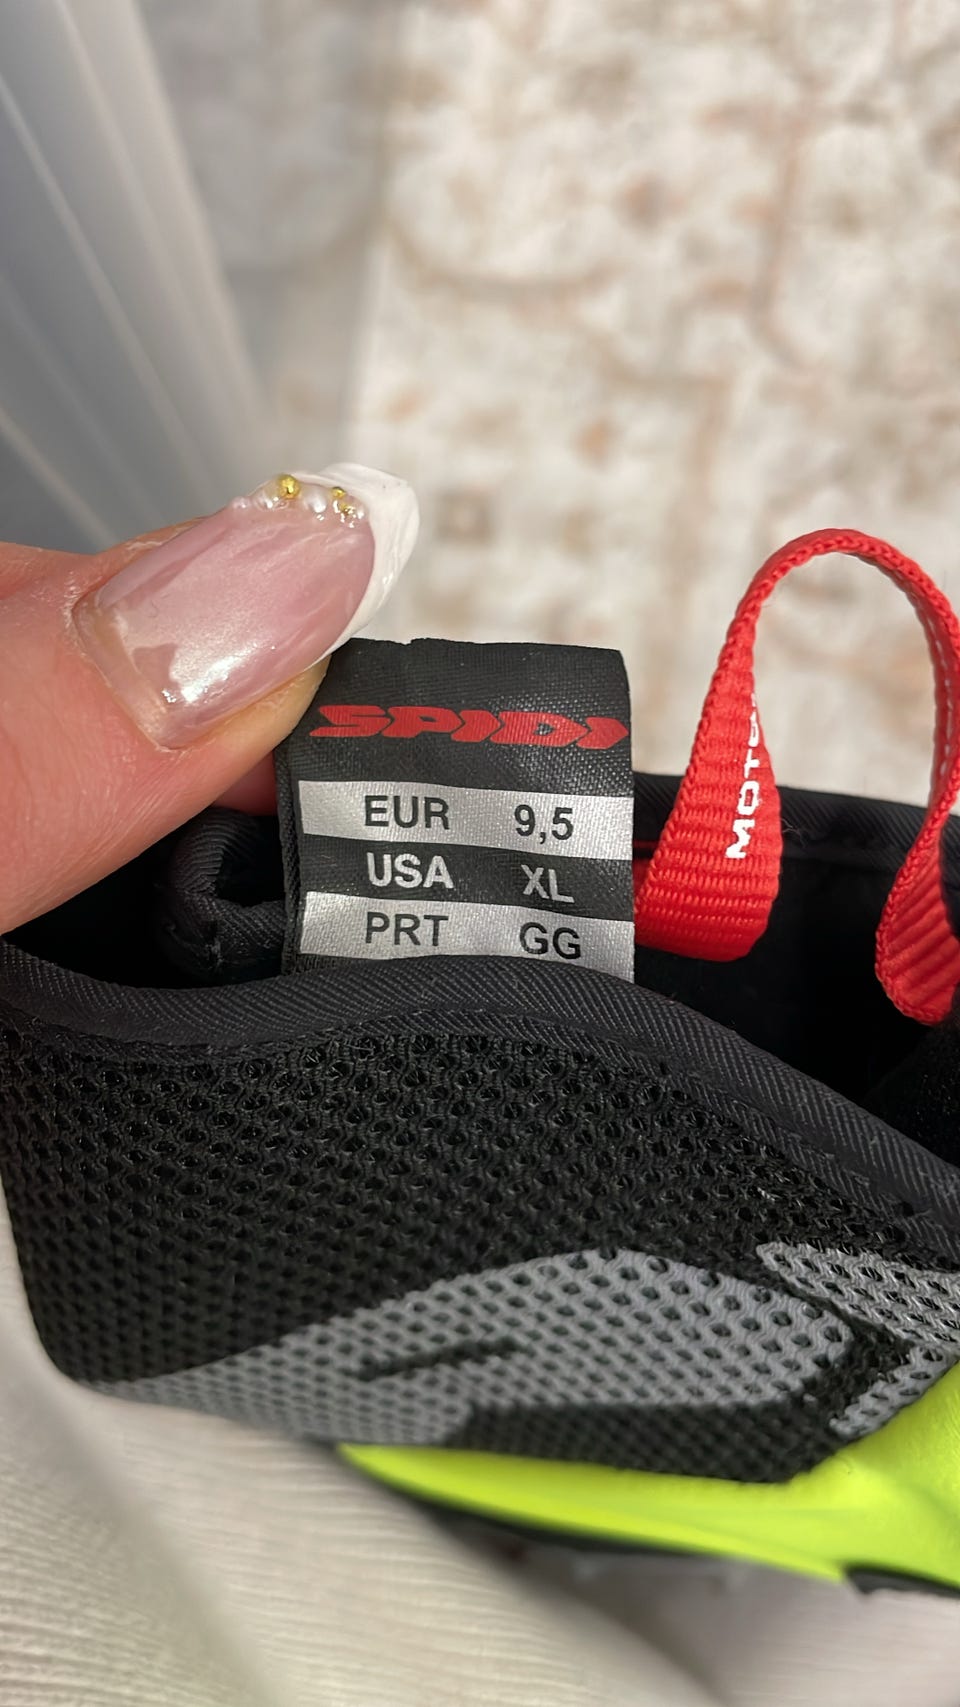 SPIDI
EUR 9,5
USA XL
PRT GG